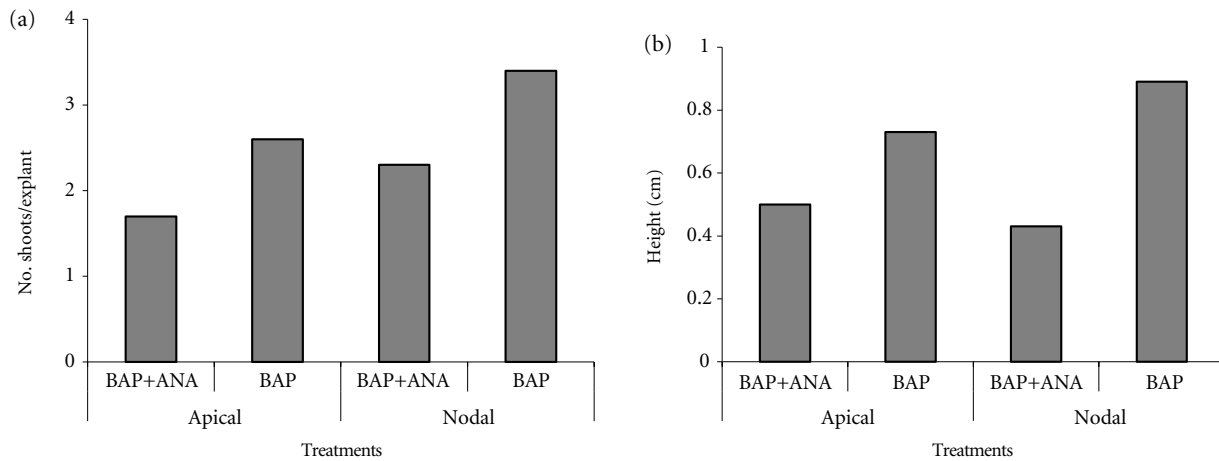 (a)
4
3
2
1
0
No. shoots/explant
BAP+ANA BAP BAP+ANA BAP
Apical Nodal
Treatments
(b)
1
0.8
0.6
0.4
0.2
0
Height (cm)
BAP+ANA BAP BAP+ANA BAP
Apical Nodal
Treatments